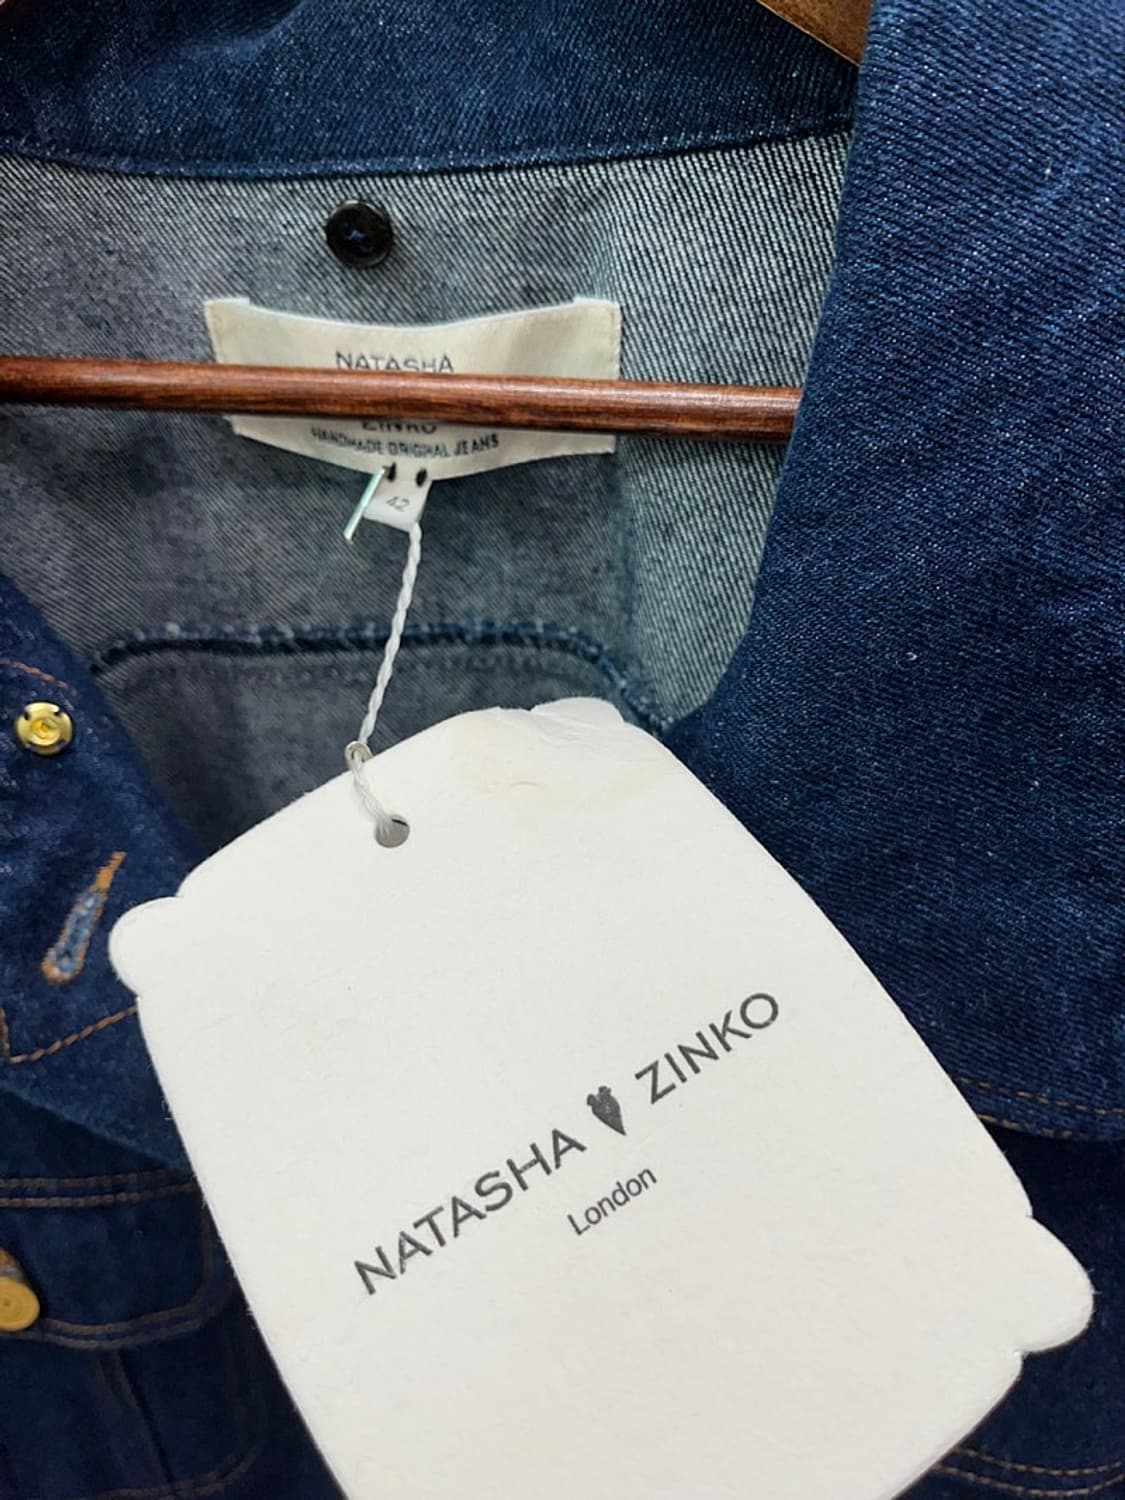 NATASHA
ZINKO
HANDMADE ORIGINAL JEANS
42
NATASHA ZINKO
London